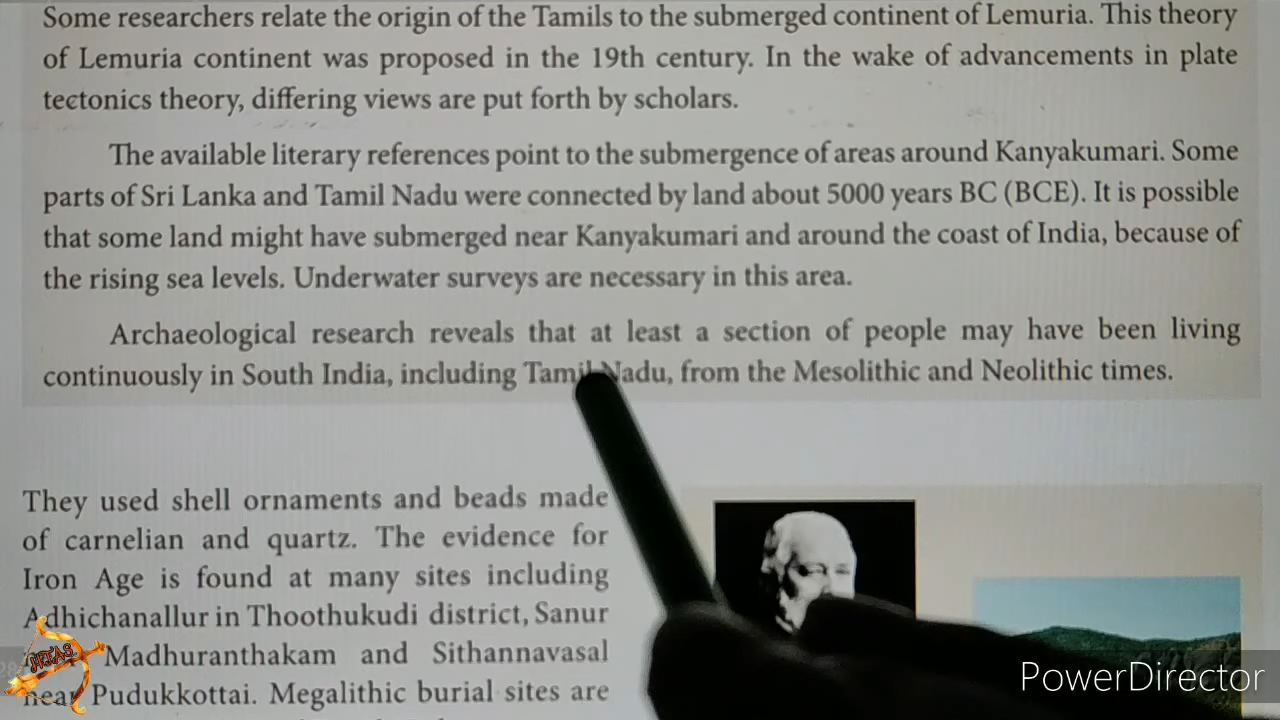 Some researchers relate the origin of the Tamils to the submerged continent of Lemuria. This theory
of Lemuria continent was proposed in the 19th century. In the wake of advancements in plate
tectonics theory, differing views are put forth by scholars.
The available literary references point to the submergence of areas around Kanyakumari. Some
parts of Sri Lanka and Tamil Nadu were connected by land about 5000 years BC (BCE). It is possible
that some land might have submerged near Kanyakumari and around the coast of India, because of
the rising sea levels. Underwater surveys are necessary in this area.
Archaeological research reveals that at least a section of people may have been living
continuously in South India, including Tamil Nadu, from the Mesolithic and Neolithic times.
They used shell ornaments and beads made
of carnelian and quartz. The evidence for
Iron Age is found at many sites including
Adhichanallur in Thoothukudi district, Sanur
Madhuranthakam and Sithannavasal
near Pudukkottai. Megalithic burial sites are
PowerDirector